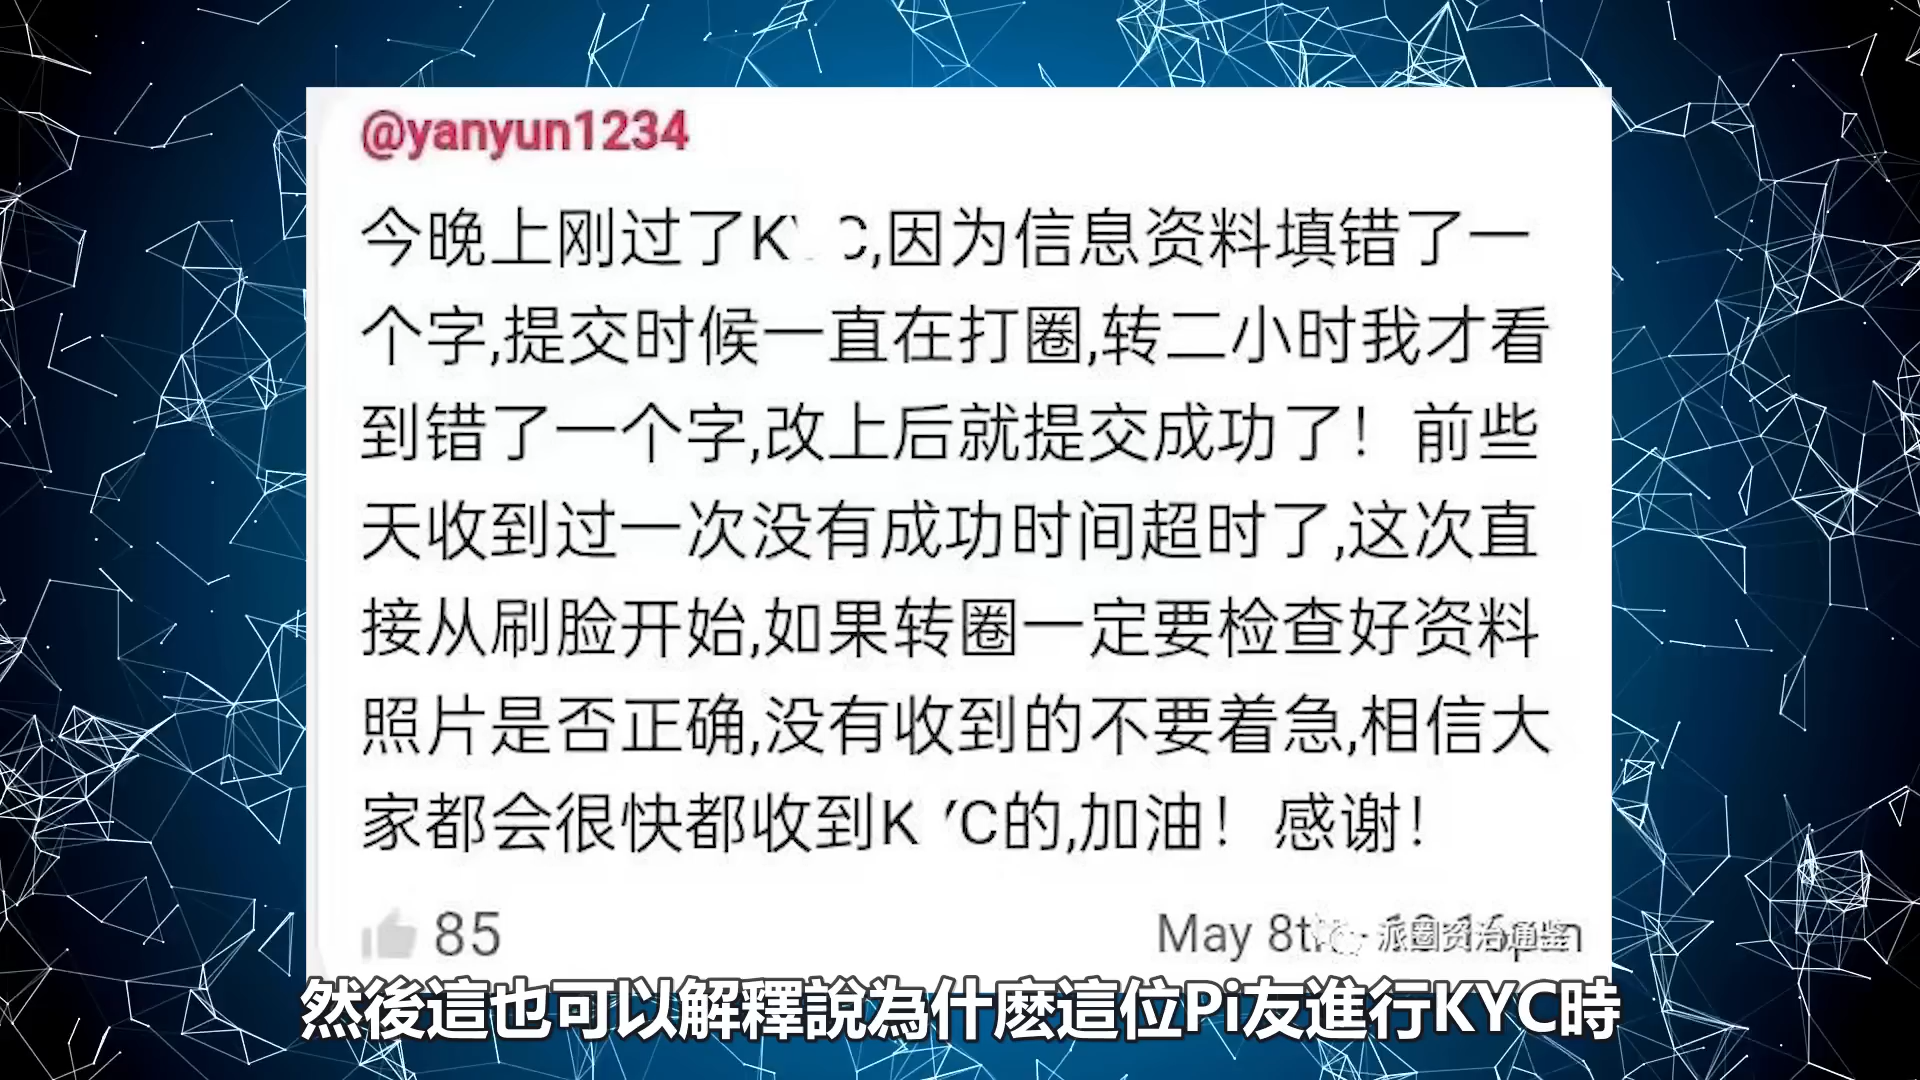 @yanyun1234
今晚上刚过了K C,因为信息资料填错了一
个字,提交时候一直在打圈,转二小时我才看
到错了一个字,改上后就提交成功了！前些
天收到过一次没有成功时间超时了,这次直
接从刷脸开始,如果转圈一定要检查好资料
照片是否正确,没有收到的不要着急,相信大
家都会很快都收到K C的,加油！感谢！
85
May 8th
派圈资治通鉴
然後這也可以解釋說為什麽這位Pi友進行KYC時